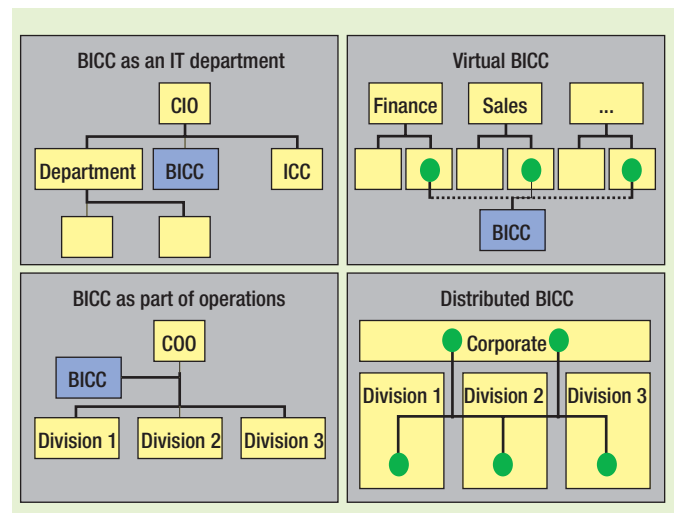 BICC as an IT department
CIO
Department
BICC
ICC
Virtual BICC
Finance
Sales
...
BICC
BICC as part of operations
COO
BICC
Division 1
Division 2
Division 3
Distributed BICC
Corporate
Division 1
Division 2
Division 3